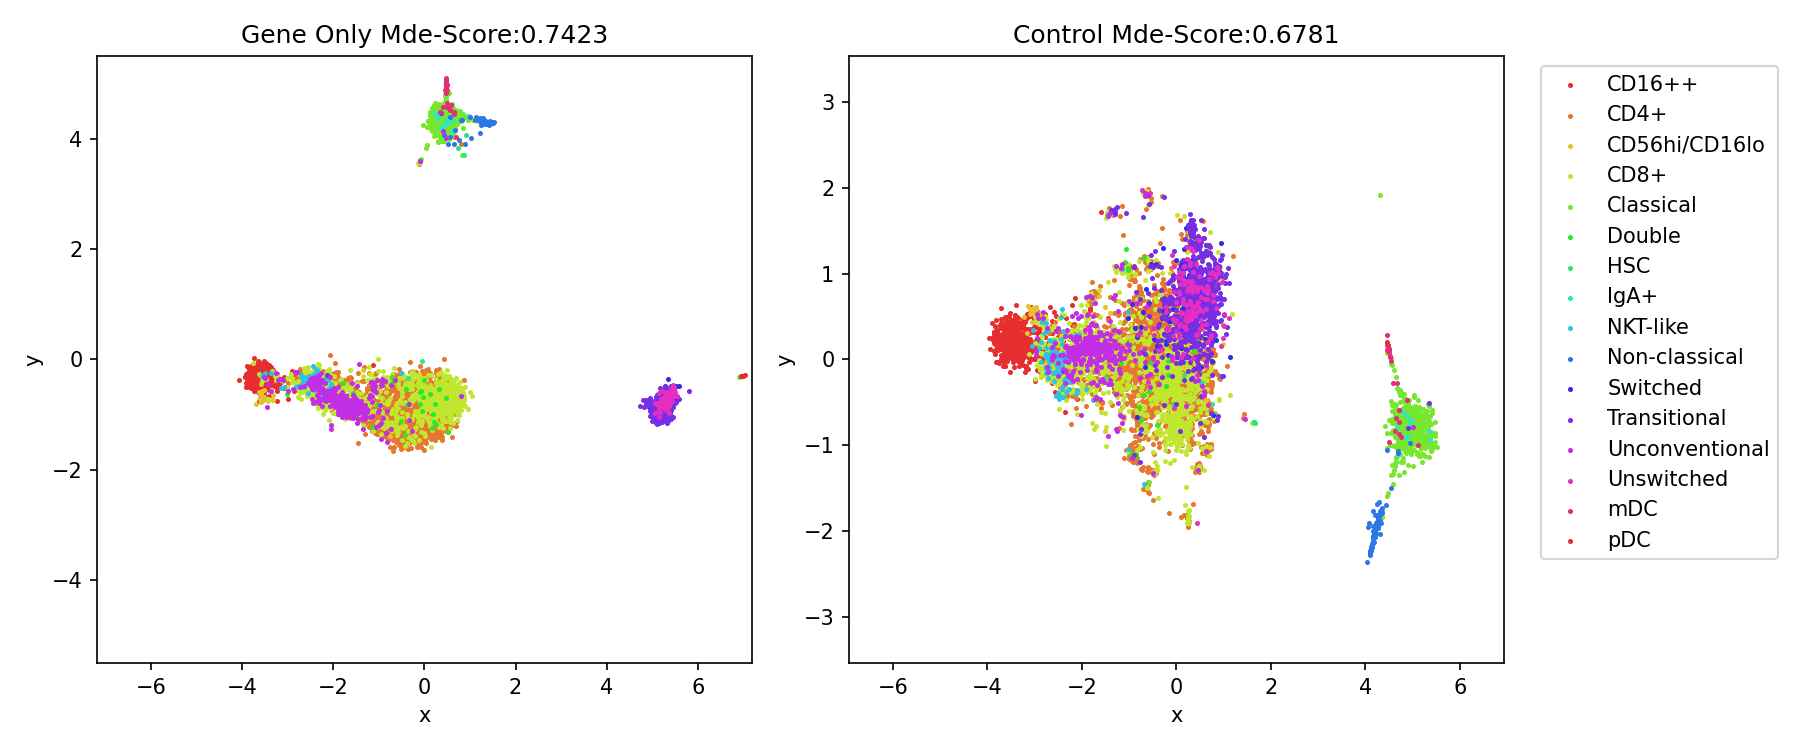 Gene Only Mde-Score:0.7423
4
2
0
−2
−4
y
−6
−4
−2
0
2
4
6
x
Control Mde-Score:0.6781
3
2
1
0
−1
−2
−3
y
−6
−4
−2
0
2
4
6
x
CD16++
CD4+
CD56hi/CD16lo
CD8+
Classical
Double
HSC
IgA+
NKT-like
Non-classical
Switched
Transitional
Unconventional
Unswitched
mDC
pDC